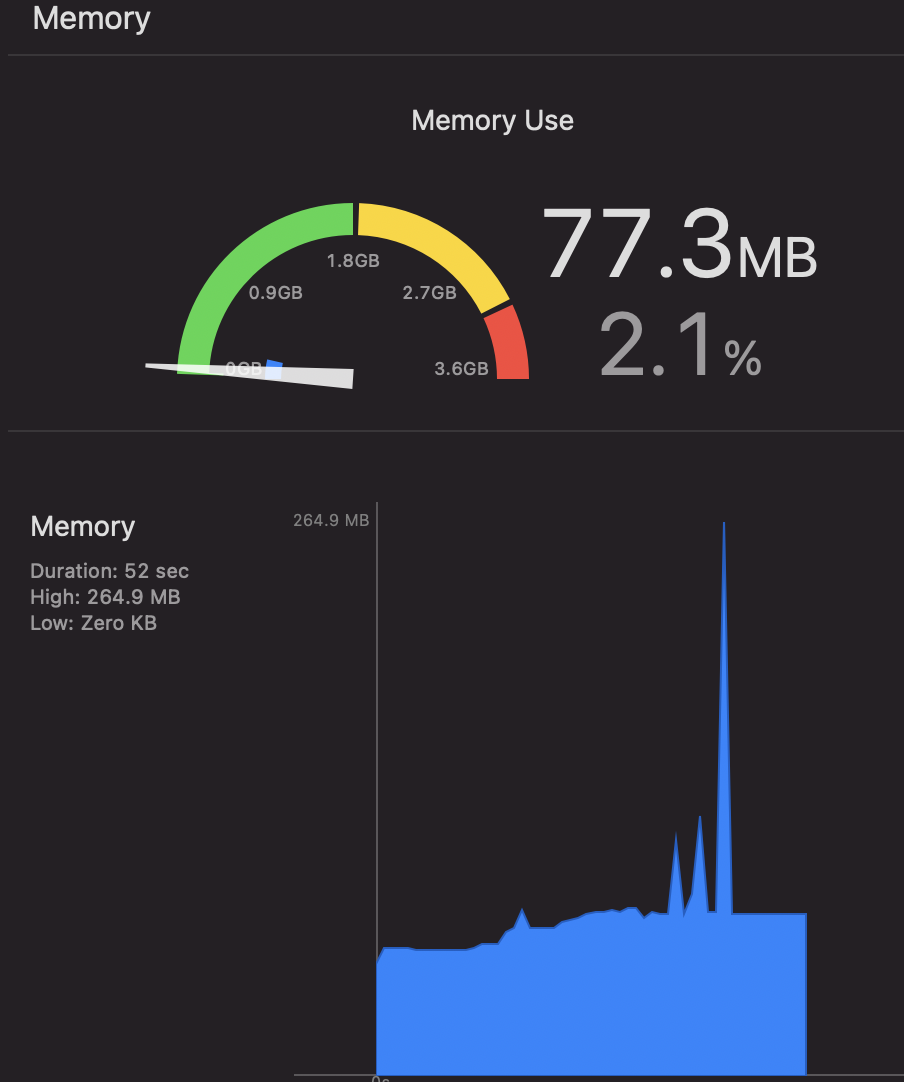 Memory
Memory Use
77.3MB
2.1%
1.8GB
0.9GB
2.7GB
0GB
3.6GB
Memory
264.9 MB
Duration: 52 sec
High: 264.9 MB
Low: Zero KB
0s